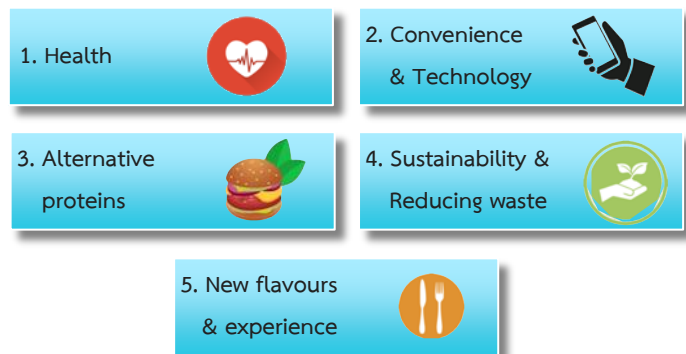 1. Health
2. Convenience
& Technology
3. Alternative
proteins
4. Sustainability &
Reducing waste
5. New flavours
& experience